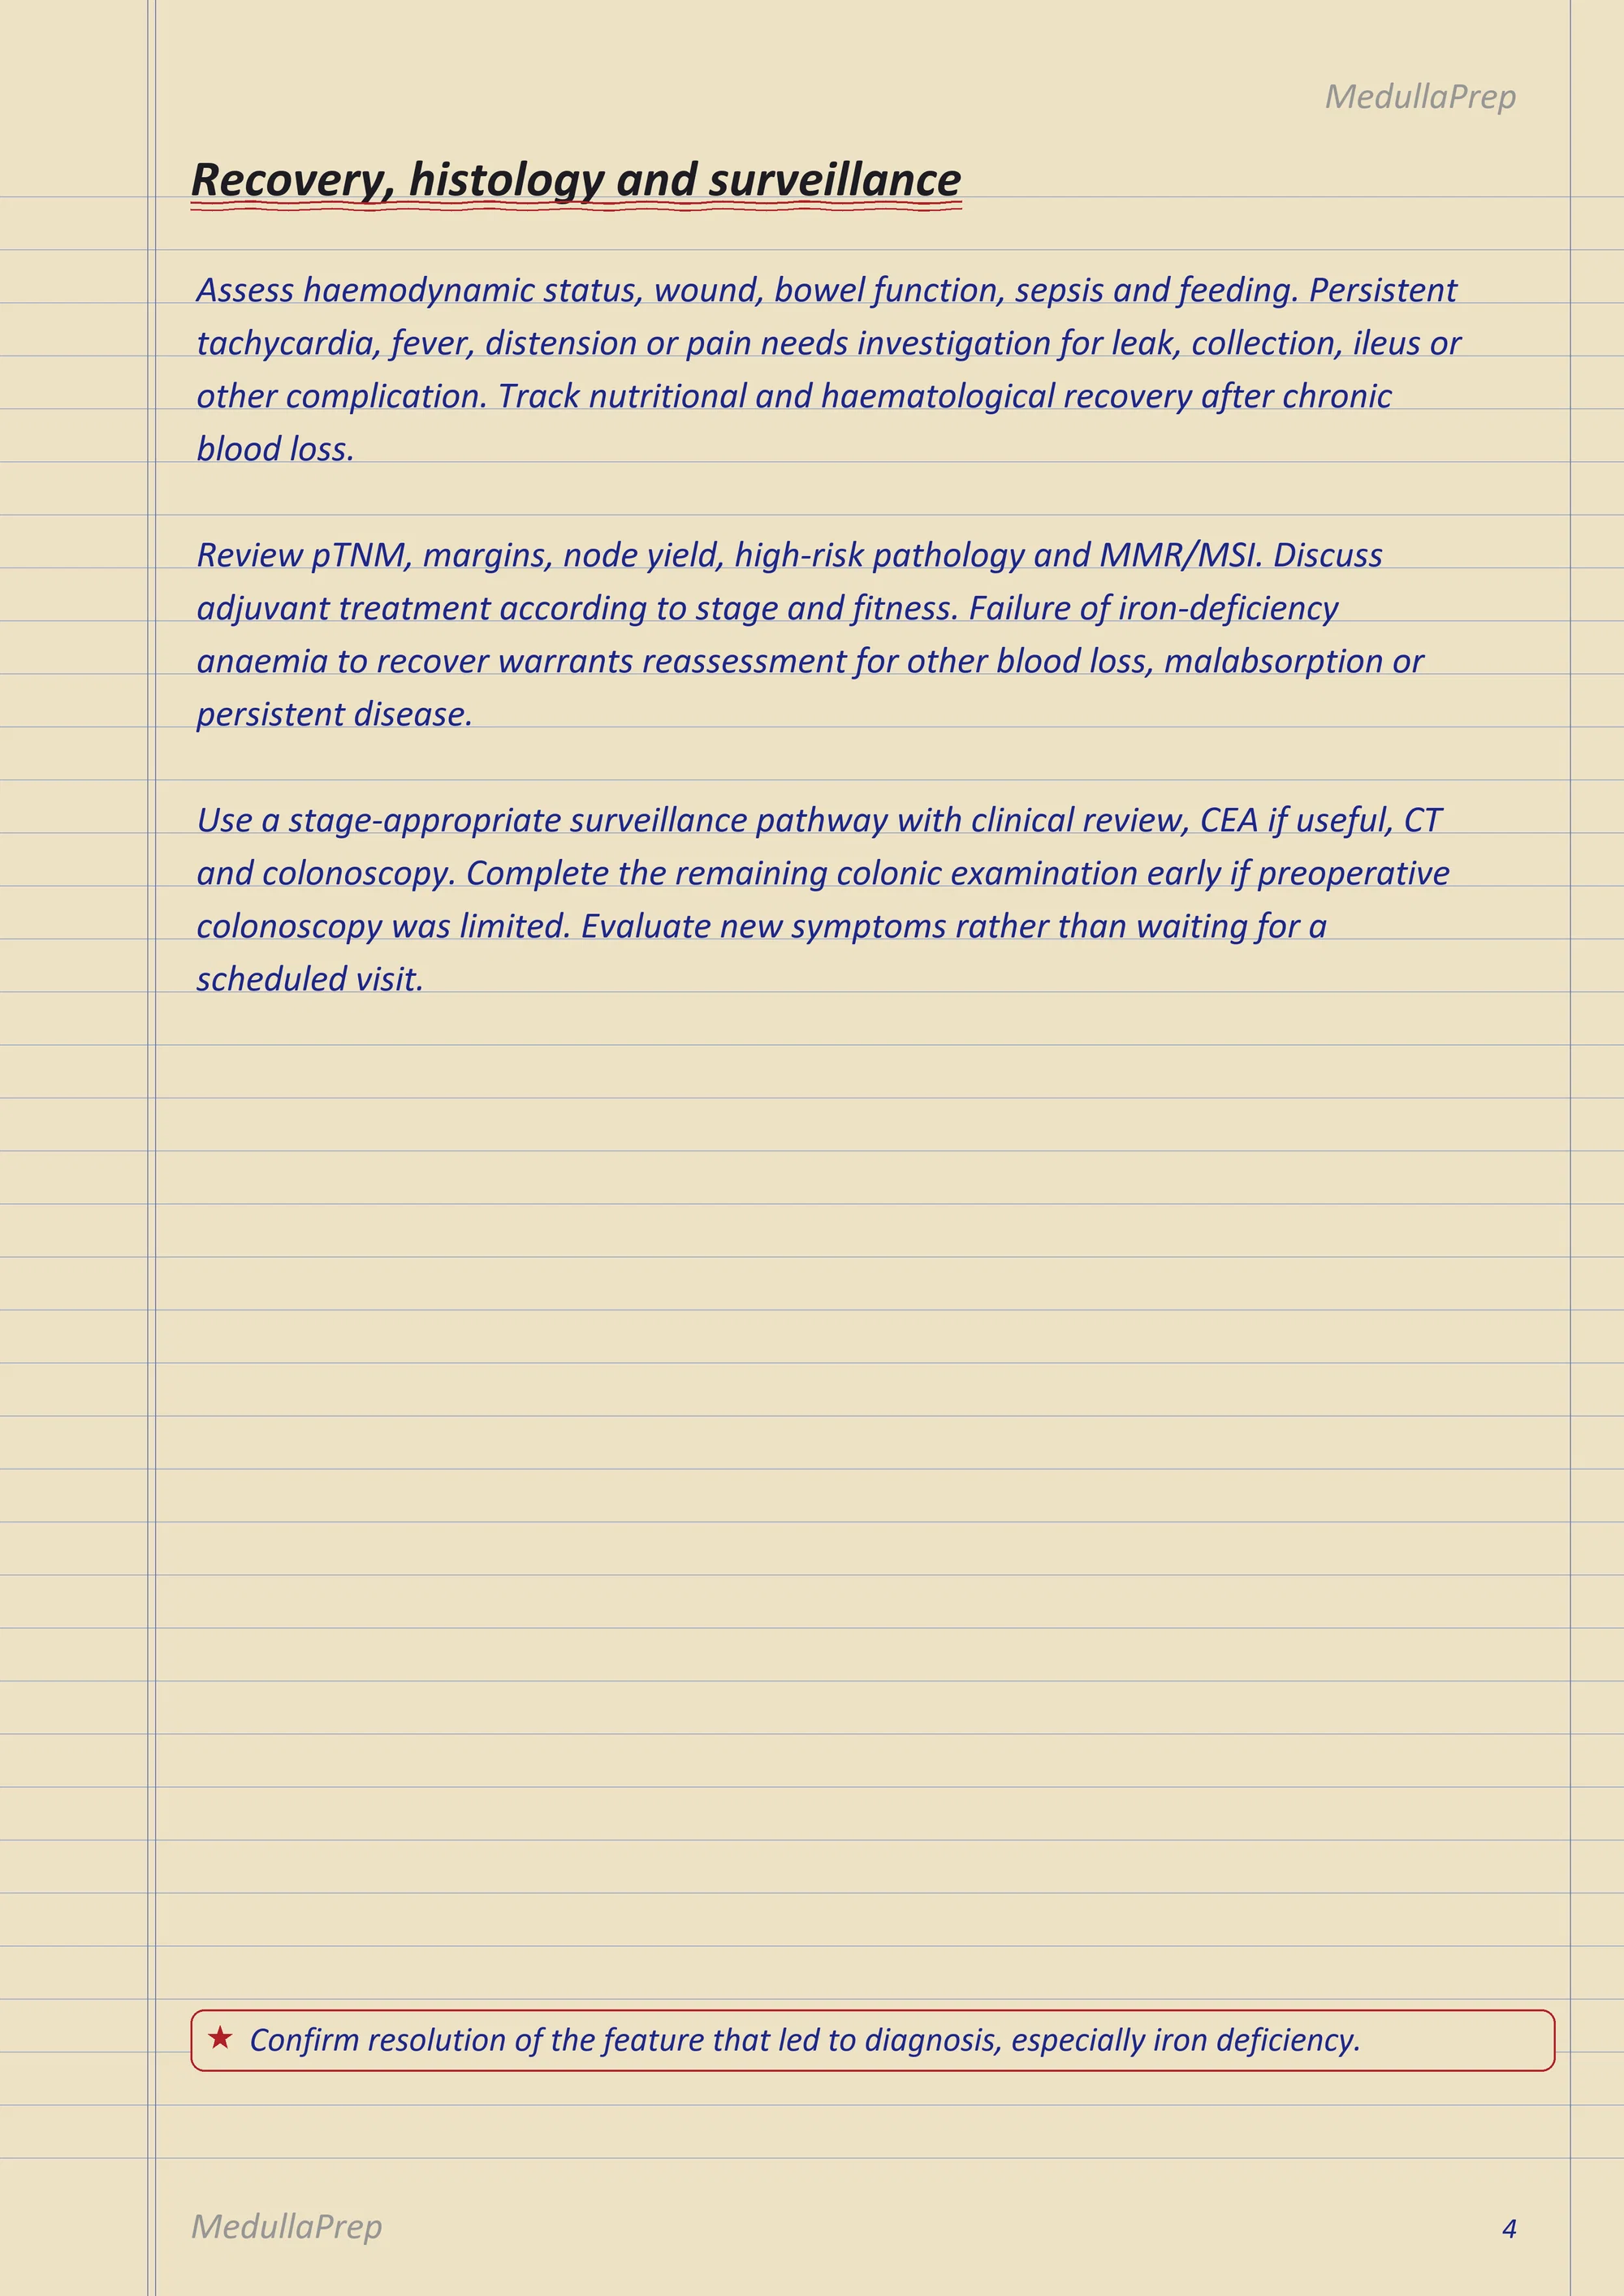 MedullaPrep
Recovery, histology and surveillance
Assess haemodynamic status, wound, bowel function, sepsis and feeding. Persistent
tachycardia, fever, distension or pain needs investigation for leak, collection, ileus or
other complication. Track nutritional and haematological recovery after chronic
blood loss.
Review pTNM, margins, node yield, high-risk pathology and MMR/MSI. Discuss
adjuvant treatment according to stage and fitness. Failure of iron-deficiency
anaemia to recover warrants reassessment for other blood loss, malabsorption or
persistent disease.
Use a stage-appropriate surveillance pathway with clinical review, CEA if useful, CT
and colonoscopy. Complete the remaining colonic examination early if preoperative
colonoscopy was limited. Evaluate new symptoms rather than waiting for a
scheduled visit.
★ Confirm resolution of the feature that led to diagnosis, especially iron deficiency.
MedullaPrep
4